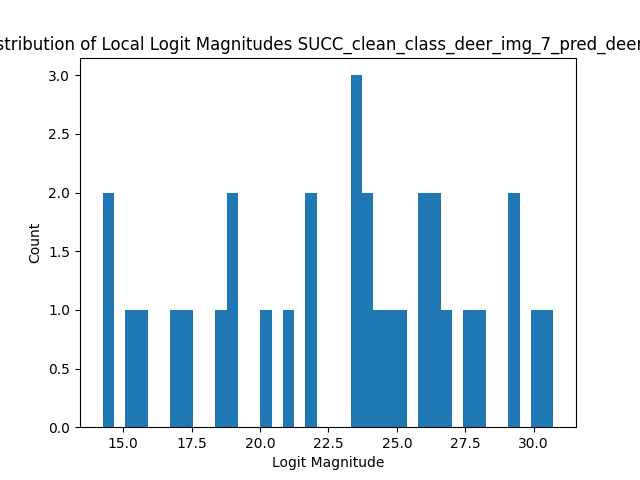 stribution of Local Logit Magnitudes SUCC_clean_class_deer_img_7_pred_deer
3.0
2.5
2.0
1.5
1.0
0.5
0.0
Count
15.0 17.5 20.0 22.5 25.0 27.5 30.0
Logit Magnitude